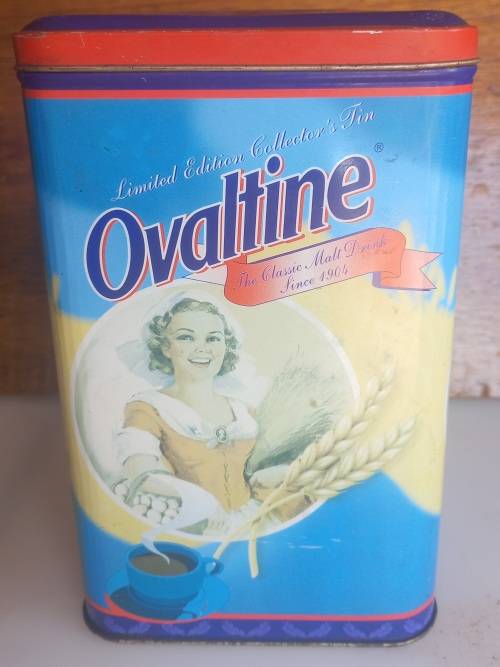 Limited Edition Collector's Tin
Ovaltine®
The Classic Malt Drink
Since 1904